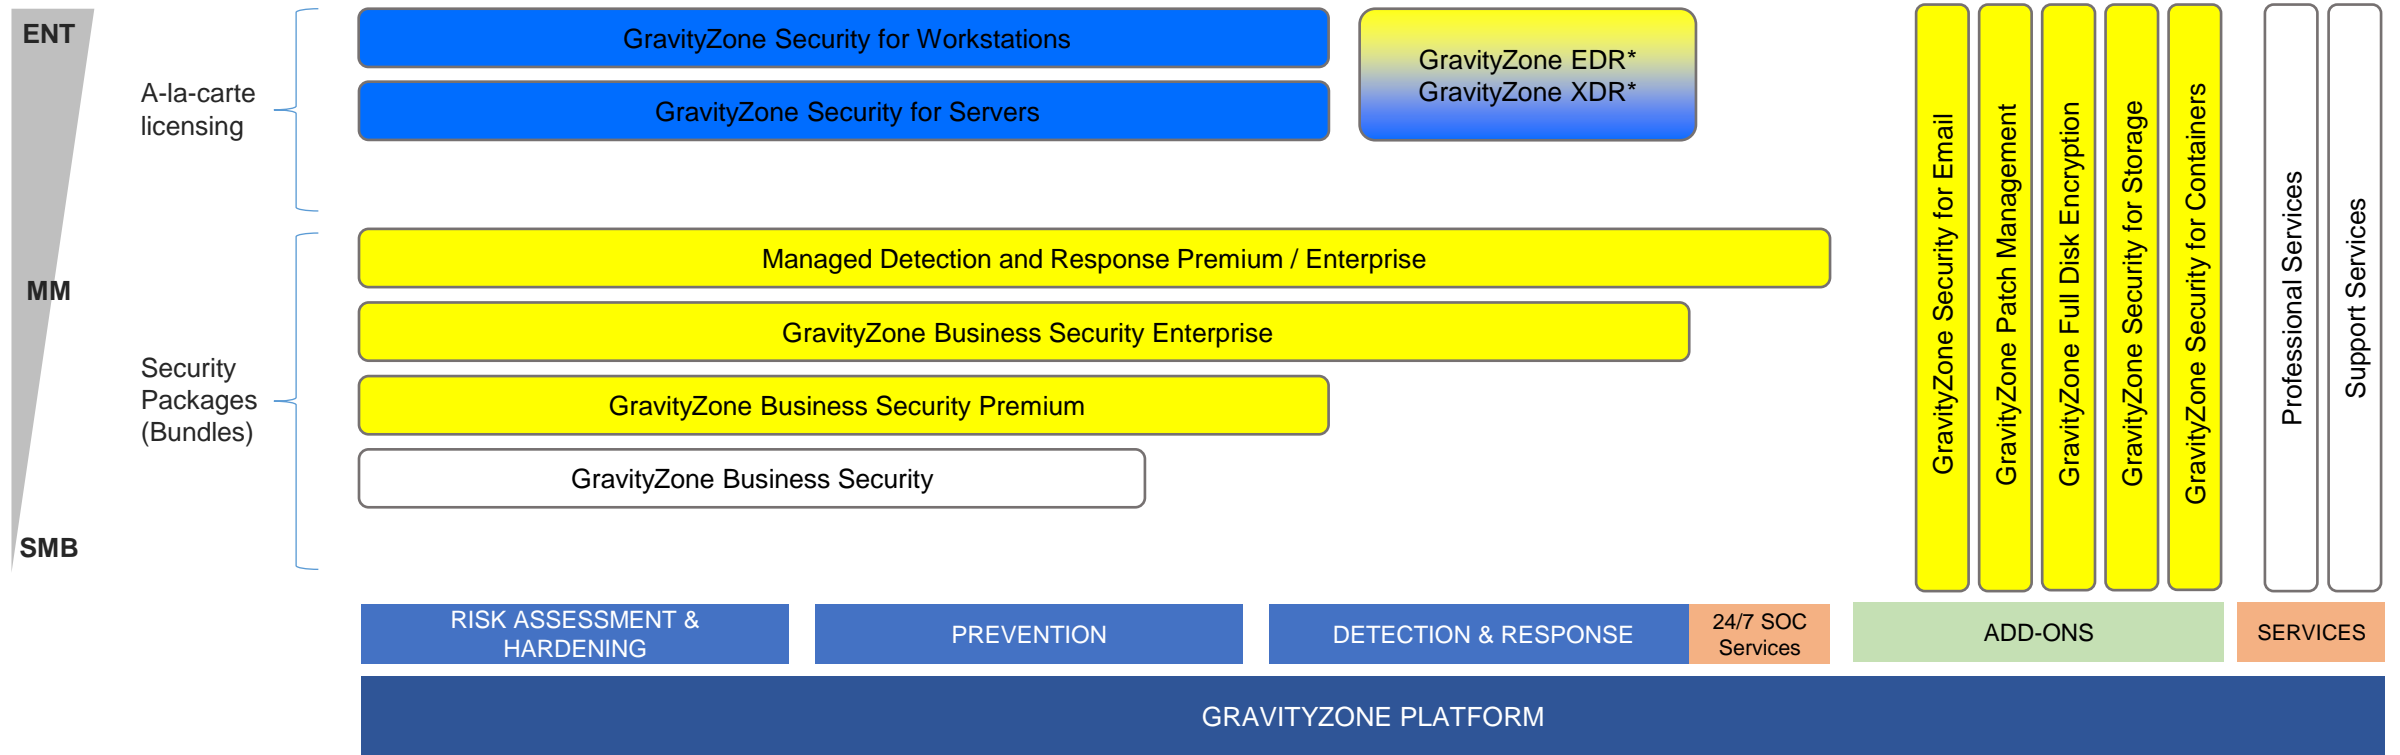 ENT
MM
SMB
A-la-carte
licensing
Security
Packages
(Bundles)
GravityZone Security for Workstations
GravityZone Security for Servers
GravityZone EDR*
GravityZone XDR*
Managed Detection and Response Premium / Enterprise
GravityZone Business Security Enterprise
GravityZone Business Security Premium
GravityZone Business Security
GravityZone Security for Email
GravityZone Patch Management
GravityZone Full Disk Encryption
GravityZone Security for Storage
GravityZone Security for Containers
Professional Services
Support Services
RISK ASSESSMENT &
HARDENING
PREVENTION
DETECTION & RESPONSE
24/7 SOC
Services
ADD-ONS
SERVICES
GRAVITYZONE PLATFORM